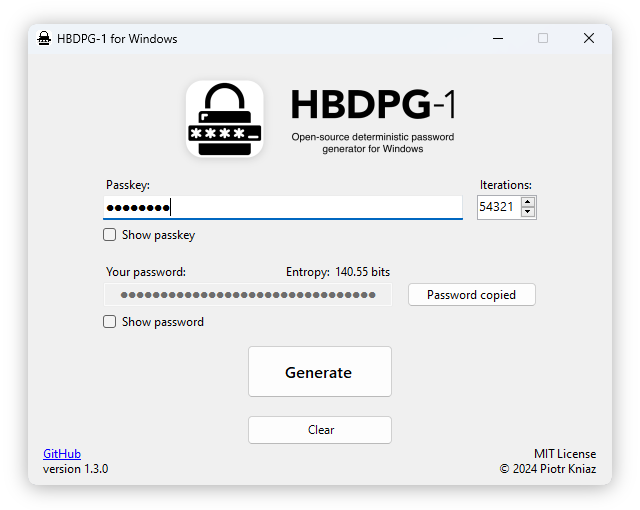 HBDPG-1 for Windows
HBDPG-1
****_
Open-source deterministic password
generator for Windows
Passkey:
Iterations:
●●●●●●●●
54321
Show passkey
Your password:
Entropy: 140.55 bits
●●●●●●●●●●●●●●●●●●●●●●●●●●●●●●●●
Password copied
Show password
Generate
Clear
GitHub
MIT License
version 1.3.0
© 2024 Piotr Kniaz